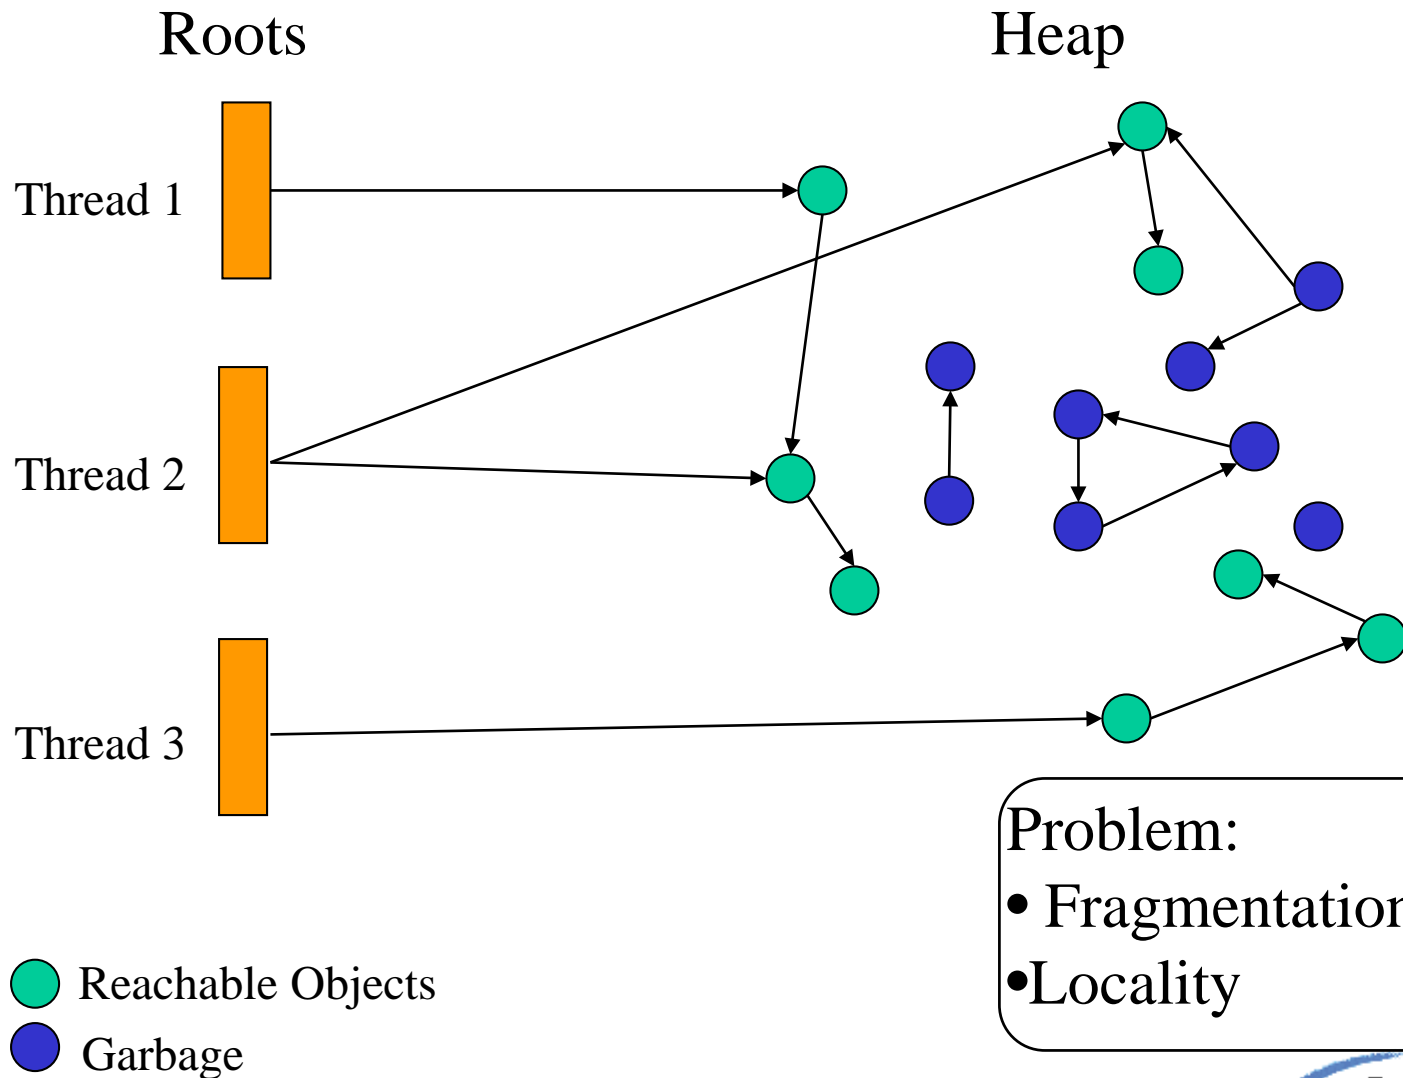 Roots
Heap
Thread 1
Thread 2
Thread 3
Problem:
• Fragmentation
•Locality
Reachable Objects
Garbage